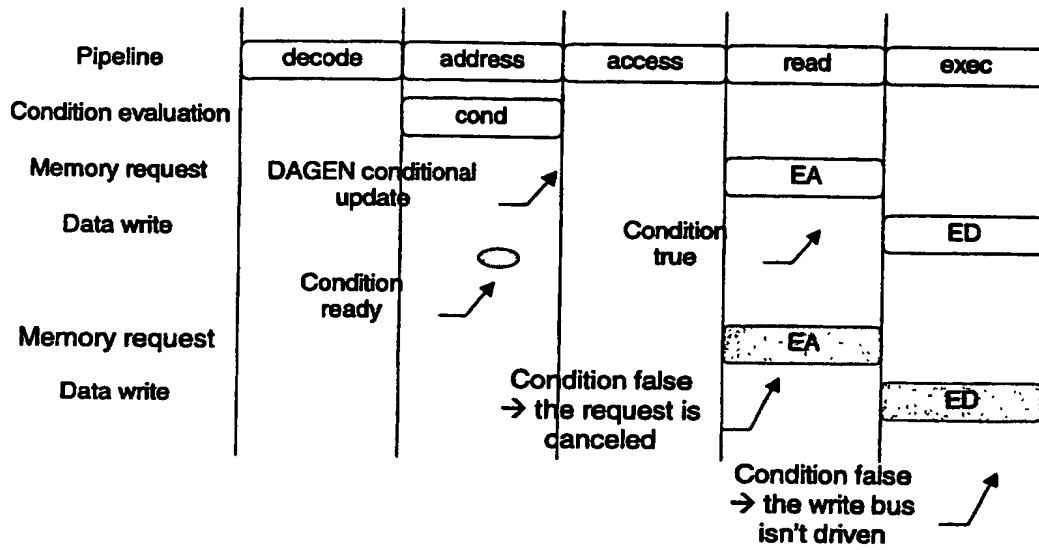 Pipeline decode address access read exec
Condition evaluation cond
Memory request DAGEN conditional EA
update
Data write Condition ED
true
Condition
ready
Memory request EA
Data write Condition false ED
→ the request is
canceled
Condition false
→ the write bus
isn't driven